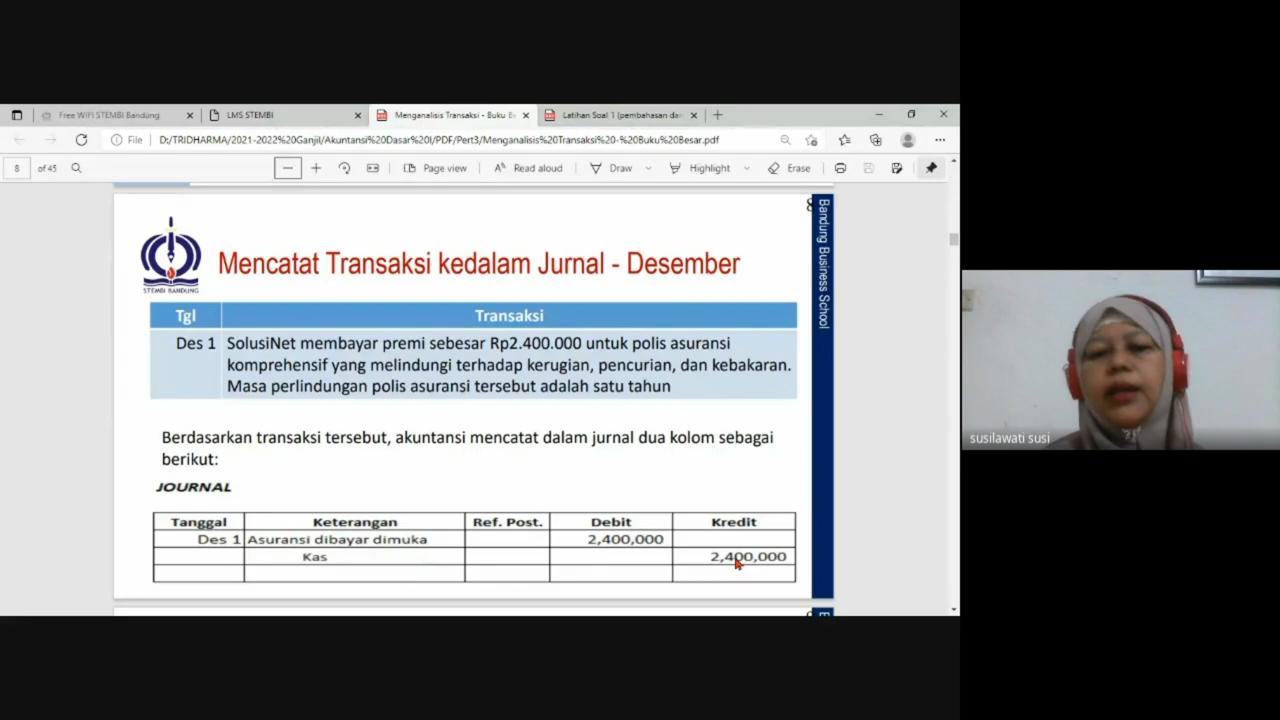 Free WIFI STEMBI Bandung
LMS STEMBI
Menganalisis Transaksi - Buku B
Latihan Soal 1 (pembahasan dar
File
D:/TRIDHARMA/2021-2022%20Ganjil/Akuntansi%20Dasar%20I/PDF/Pert3/Menganalisis%20Transaksi%20-%20Buku%20Besar.pdf
8 of 45
Page view
Read aloud
Draw
Highlight
Erase
8
Bandung Business School
STEMBI BANDUNG
Mencatat Transaksi kedalam Jurnal - Desember
Tgl Transaksi
Des 1 SolusiNet membayar premi sebesar Rp2.400.000 untuk polis asuransi
komprehensif yang melindungi terhadap kerugian, pencurian, dan kebakaran.
Masa perlindungan polis asuransi tersebut adalah satu tahun
Berdasarkan transaksi tersebut, akuntansi mencatat dalam jurnal dua kolom sebagai
berikut:
JOURNAL
Tanggal Keterangan Ref. Post. Debit Kredit
Des 1 Asuransi dibayar dimuka 2,400,000
Kas 2,400,000
susilawati susi